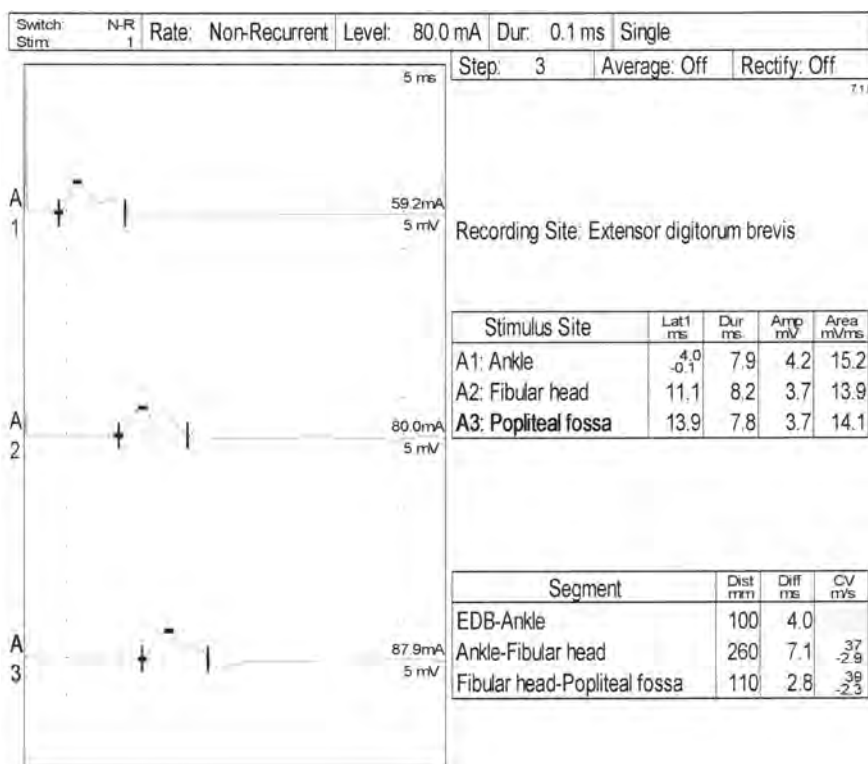 Switch: N-R Rate: Non-Recurrent Level: 80.0 mA Dur: 0.1 ms Single
Stim: 1
Step: 3 Average: Off Rectify: Off
5 ms
A 1 59.2mA
5 mV
Recording Site: Extensor digitorum brevis
Stimulus Site Lat1 ms Dur ms Amp mV Area mVms
A1: Ankle 4.0 -0.1 7.9 4.2 15.2
A2: Fibular head 11.1 8.2 3.7 13.9
A3: Popliteal fossa 13.9 7.8 3.7 14.1
A 2 80.0mA
5 mV
Segment Dist mm Diff ms CV m/s
EDB-Ankle 100 4.0
Ankle-Fibular head 260 7.1 37 -2.9
Fibular head-Popliteal fossa 110 2.8 39 -2.3
A 3 87.9mA
5 mV